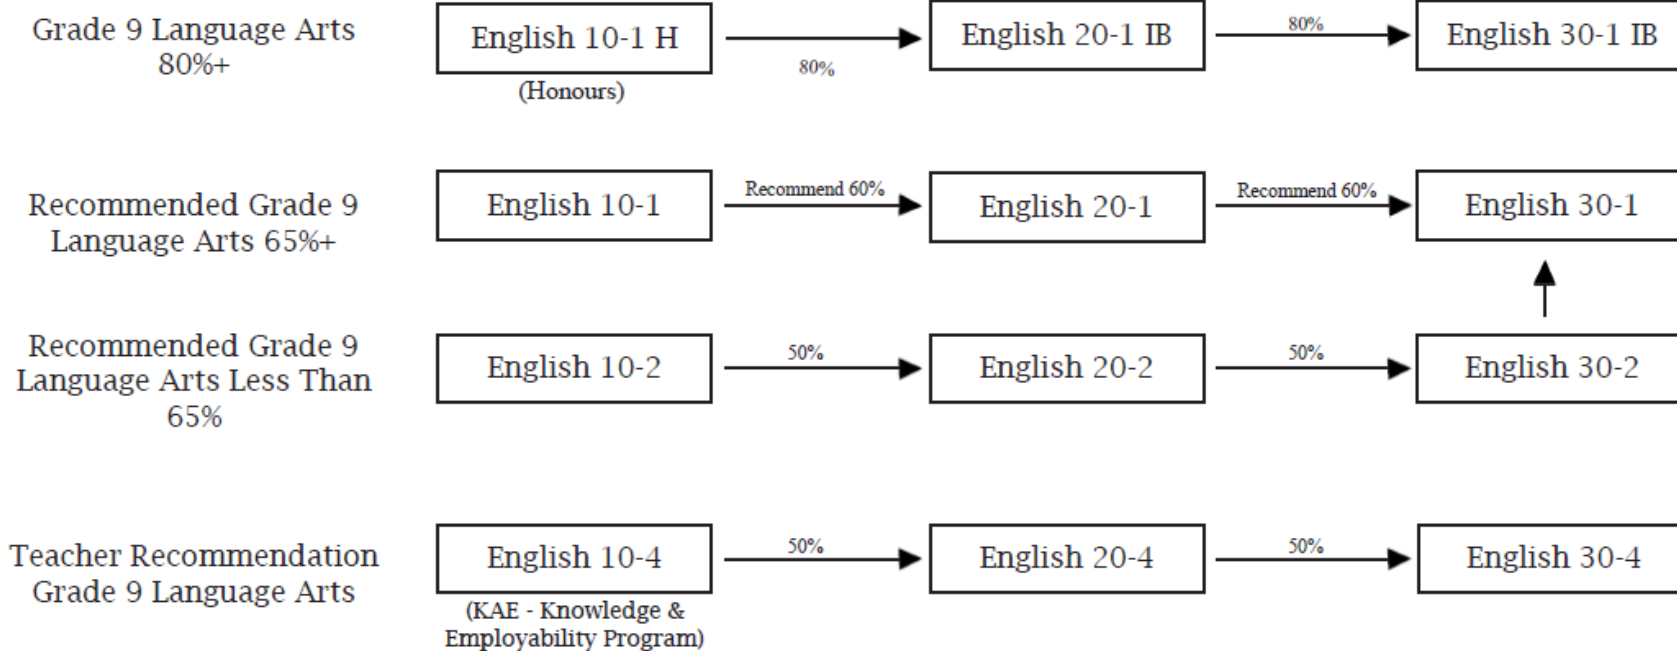 Grade 9 Language Arts
80%+
English 10-1 H
(Honours)
80%
English 20-1 IB
80%
English 30-1 IB
Recommended Grade 9
Language Arts 65%+
English 10-1
Recommend 60%
English 20-1
Recommend 60%
English 30-1
Recommended Grade 9
Language Arts Less Than
65%
English 10-2
50%
English 20-2
50%
English 30-2
Teacher Recommendation
Grade 9 Language Arts
English 10-4
(KAE - Knowledge &
Employability Program)
50%
English 20-4
50%
English 30-4